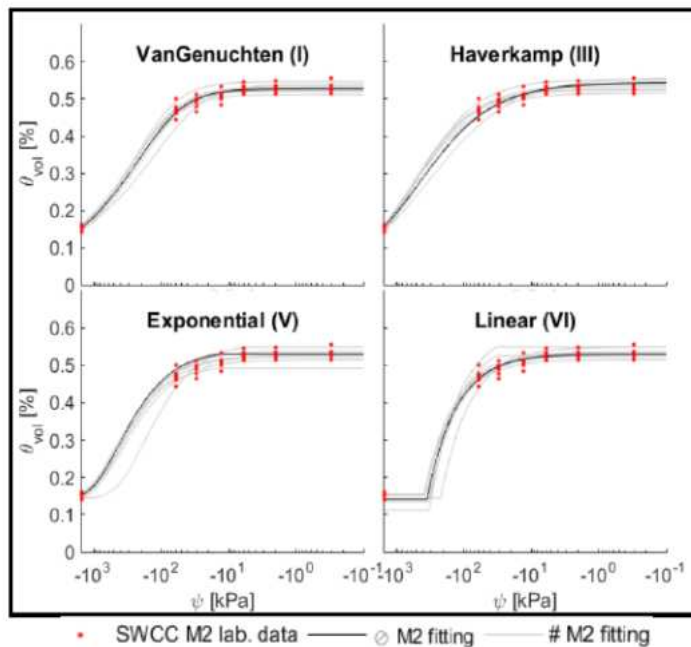 VanGenuchten (I) Haverkamp (III)
0.6
0.5
0.4
0.3
0.2
0.1
0
θvol [%]
Exponential (V) Linear (VI)
0.6
0.5
0.4
0.3
0.2
0.1
0
θvol [%]
-10³ -10² -10¹ -10⁰ -10³ -10² -10¹ -10⁰ -10⁻¹
ψ [kPa] ψ [kPa]
SWCC M2 lab. data ∅ M2 fitting # M2 fitting